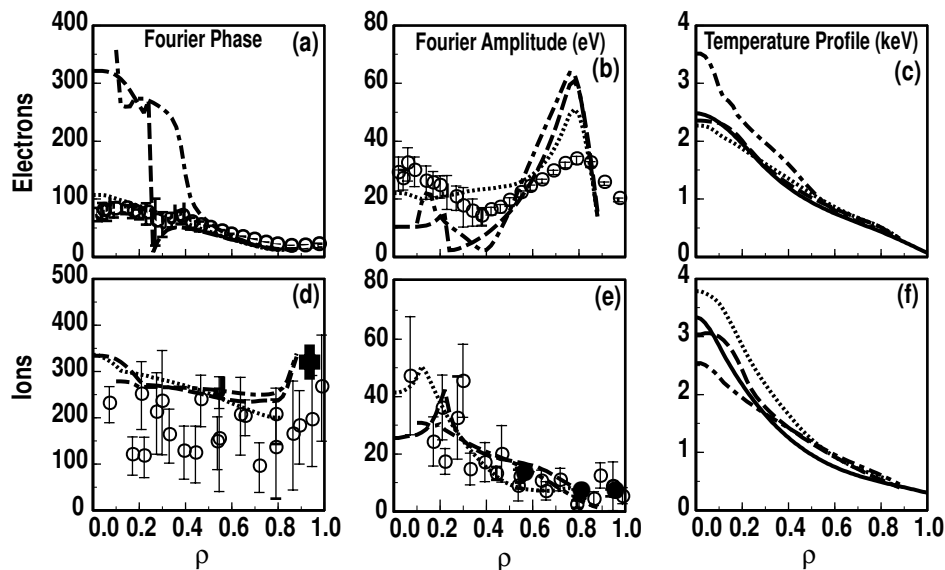 Fourier Phase (a)
Fourier Amplitude (eV)
(b)
Temperature Profile (keV)
(c)
Electrons
400
300
200
100
0
80
60
40
20
0
4
3
2
1
0
(d)
(e)
(f)
Ions
500
400
300
200
100
0
80
60
40
20
0
4
3
2
1
0
0.0 0.2 0.4 0.6 0.8 1.0
0.0 0.2 0.4 0.6 0.8 1.0
0.0 0.2 0.4 0.6 0.8 1.0
ρ
ρ
ρ